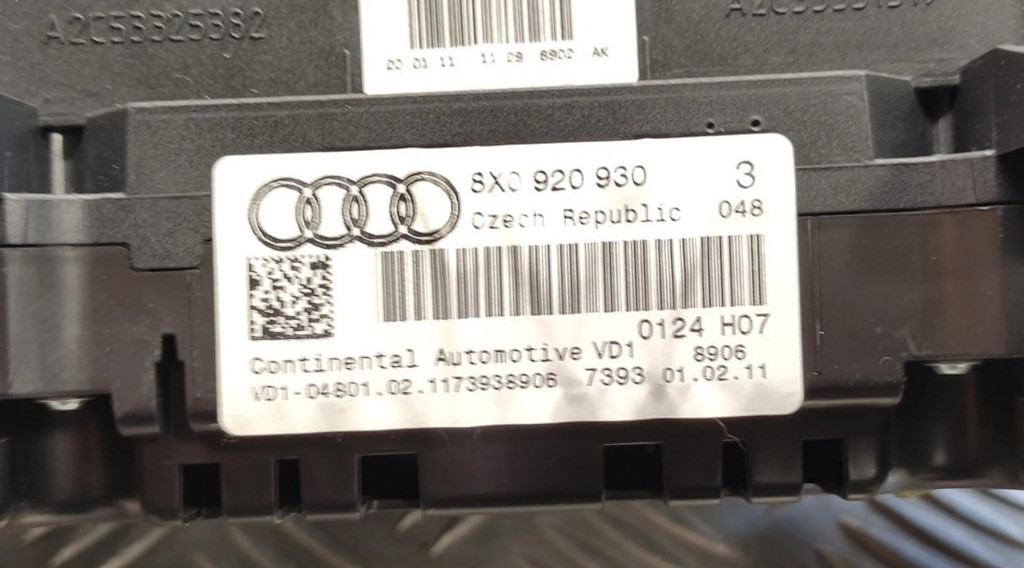 A2C53325382
20 01 11 11 09 6902 AK
8X0 920 930 3
Czech Republic 048
0124 H07
Continental Automotive VD1 8906
VD1-04801.02.1173938906 7393 01.02.11